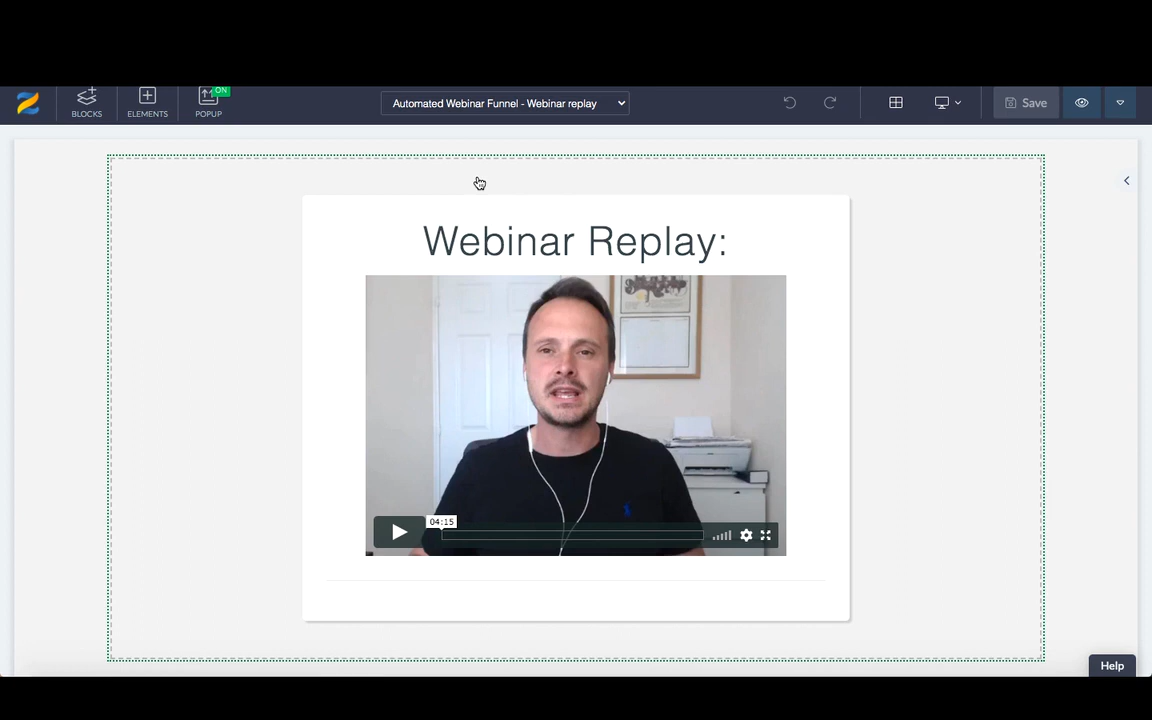 BLOCKS
ELEMENTS
ON
POPUP
Automated Webinar Funnel - Webinar replay
Save
Webinar Replay:
04:15
Help